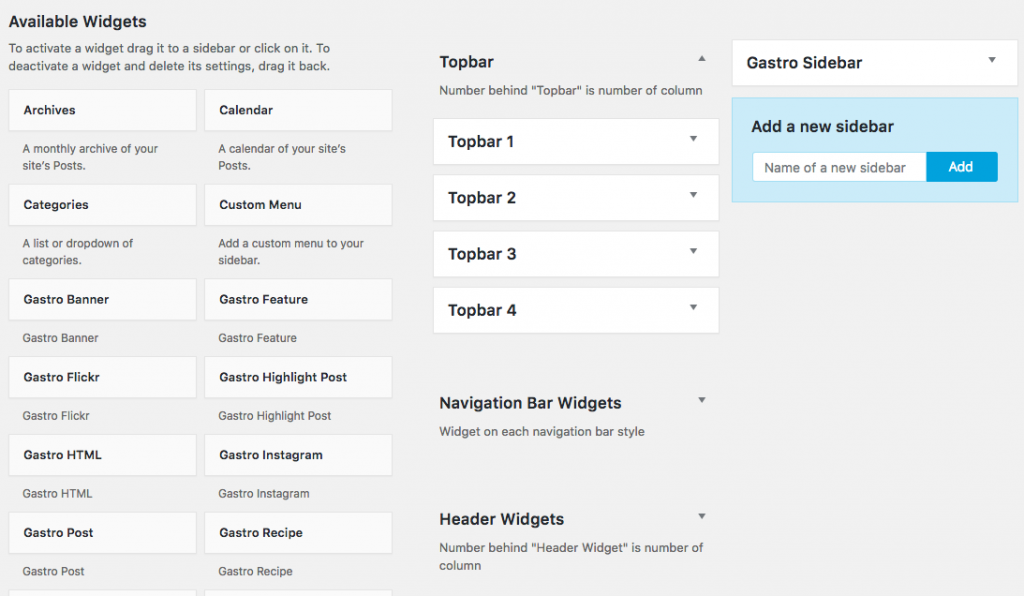 Available Widgets
To activate a widget drag it to a sidebar or click on it. To
deactivate a widget and delete its settings, drag it back.
Archives
Calendar
A monthly archive of your
site’s Posts.
A calendar of your site’s
Posts.
Categories
Custom Menu
A list or dropdown of
categories.
Add a custom menu to your
sidebar.
Gastro Banner
Gastro Feature
Gastro Banner
Gastro Feature
Gastro Flickr
Gastro Highlight Post
Gastro Flickr
Gastro Highlight Post
Gastro HTML
Gastro Instagram
Gastro HTML
Gastro Instagram
Gastro Post
Gastro Recipe
Gastro Post
Gastro Recipe
Topbar
Number behind "Topbar" is number of column
Topbar 1
Topbar 2
Topbar 3
Topbar 4
Navigation Bar Widgets
Widget on each navigation bar style
Header Widgets
Number behind "Header Widget" is number of
column
Gastro Sidebar
Add a new sidebar
Name of a new sidebar
Add